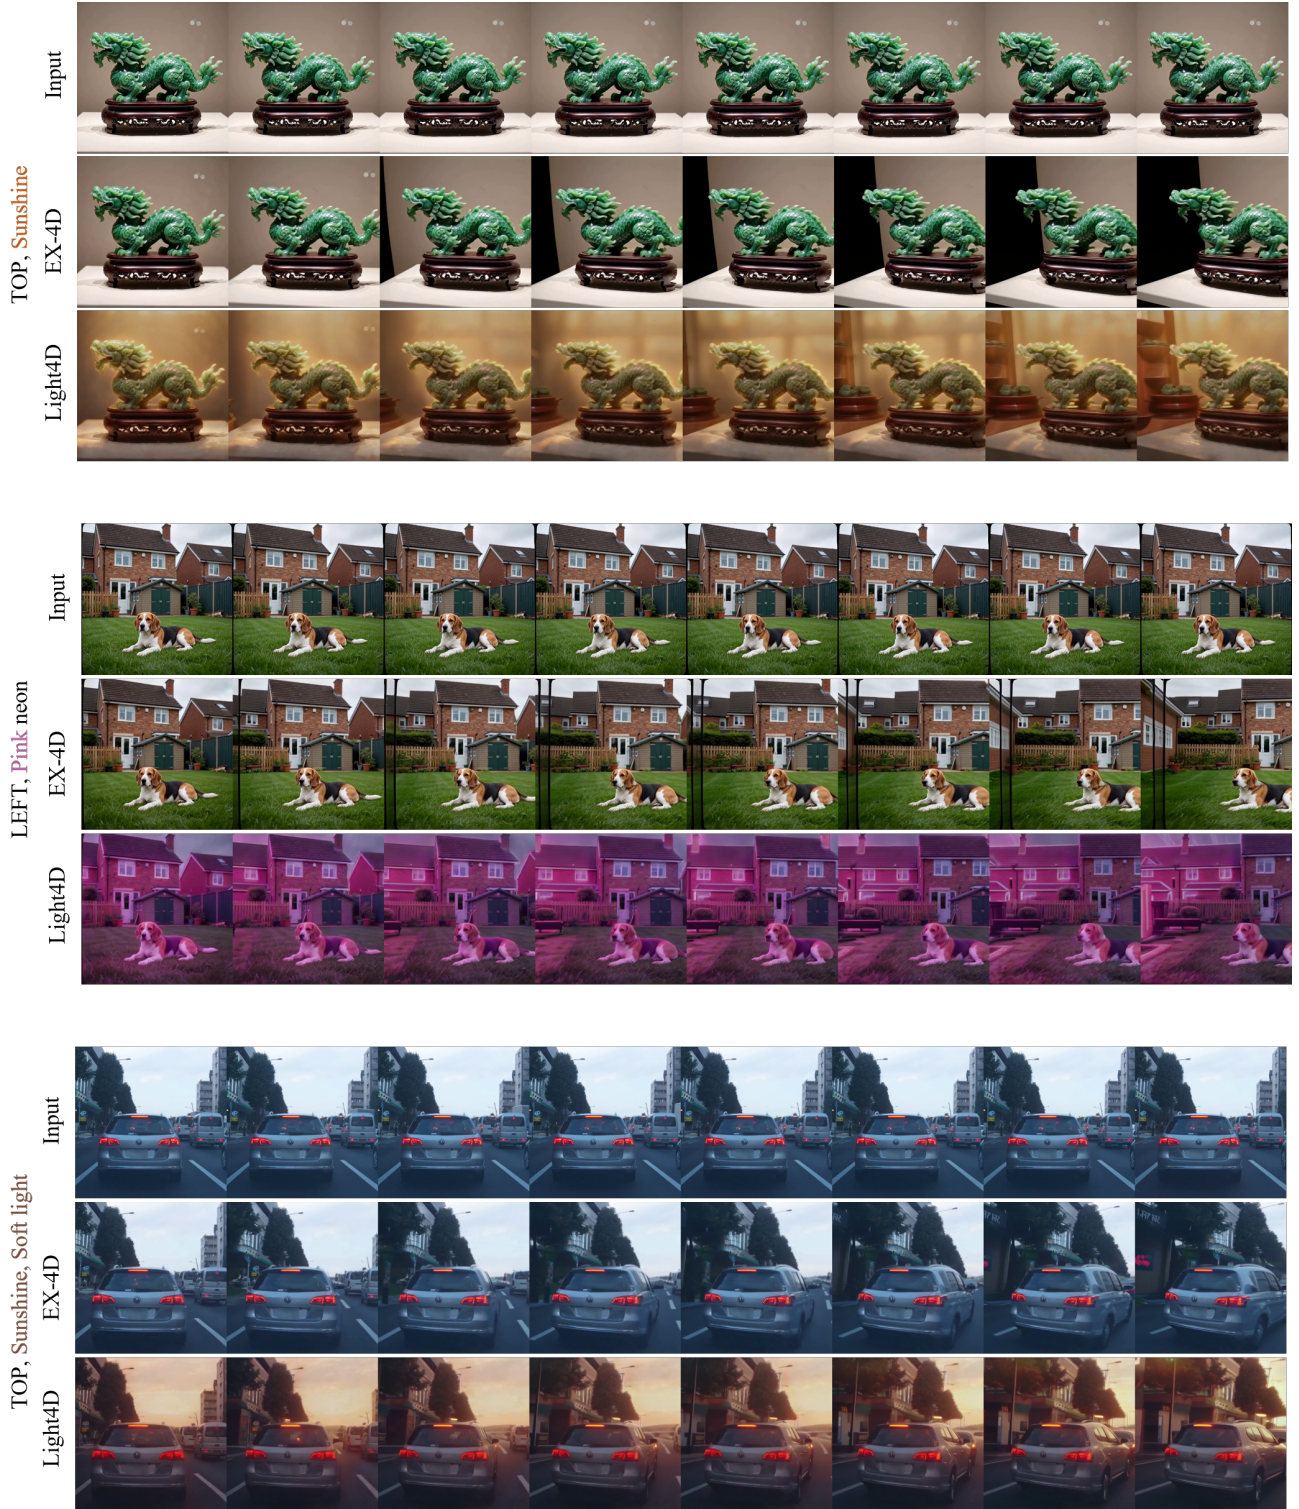 TOP, Sunshine
Input
EX-4D
Light4D
LEFT, Pink neon
Input
EX-4D
Light4D
TOP, Sunshine, Soft light
Input
EX-4D
Light4D